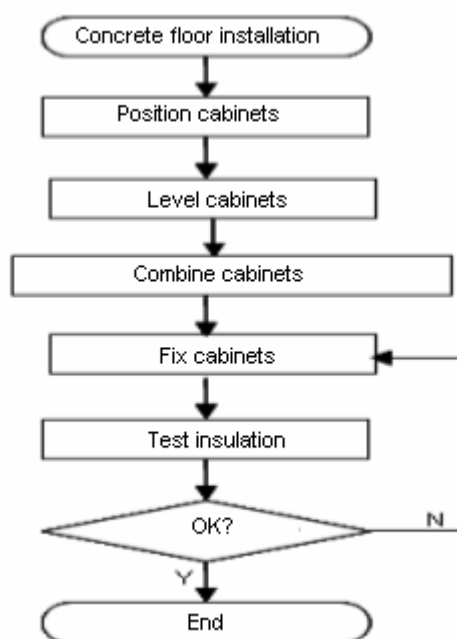 Concrete floor installation
Position cabinets
Level cabinets
Combine cabinets
Fix cabinets
Test insulation
OK?
N
Y
End